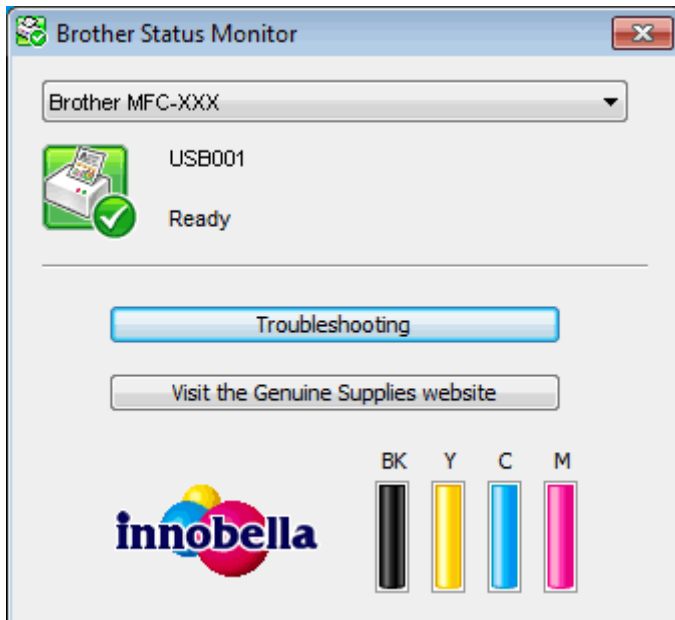 Brother Status Monitor
Brother MFC-XXX
USB001
Ready
Troubleshooting
Visit the Genuine Supplies website
BK Y C M
innobella